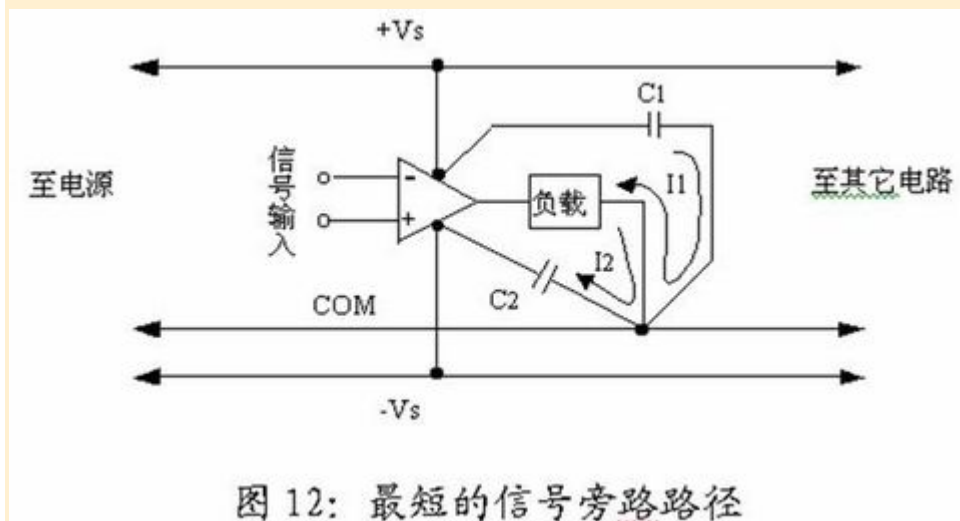 +Vs
C1
信号输入
至电源
-
+
负载
I1
至其它电路
I2
C2
COM
-Vs
图 12: 最短的信号旁路路径